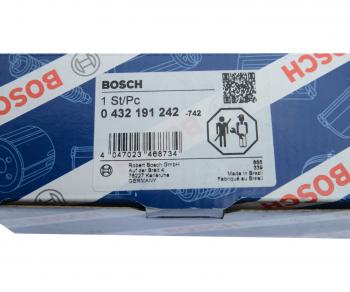 BOSCH
1 St/Pc
0 432 191 242 -742
4 047023 466734
Robert Bosch GmbH
Auf der Breit 4
76227 Karlsruhe
GERMANY
Made in Brazil
Fabriqué au Brésil
BOSCH